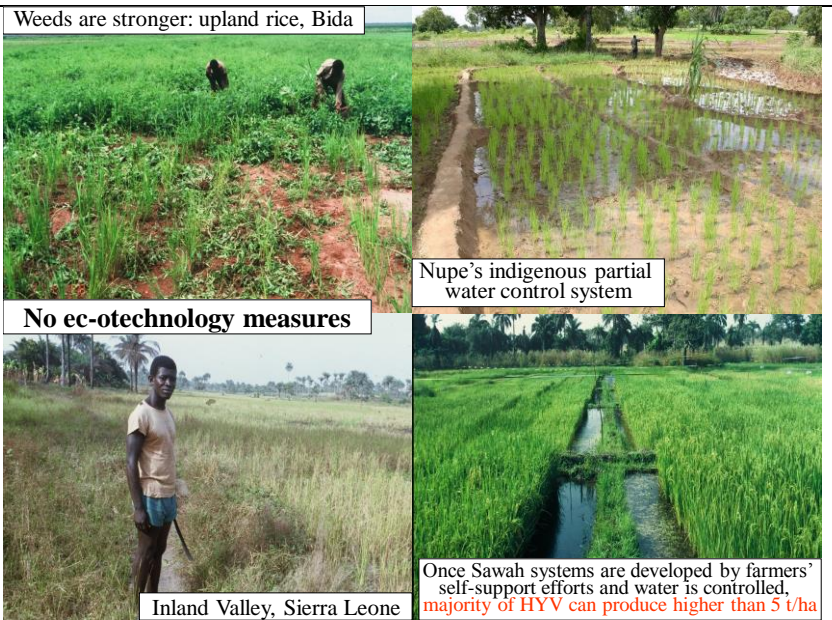 Weeds are stronger: upland rice, Bida
Nupe's indigenous partial
water control system
No ec-otechnology measures
Inland Valley, Sierra Leone
Once Sawah systems are developed by farmers'
self-support efforts and water is controlled,
majority of HYV can produce higher than 5 t/ha